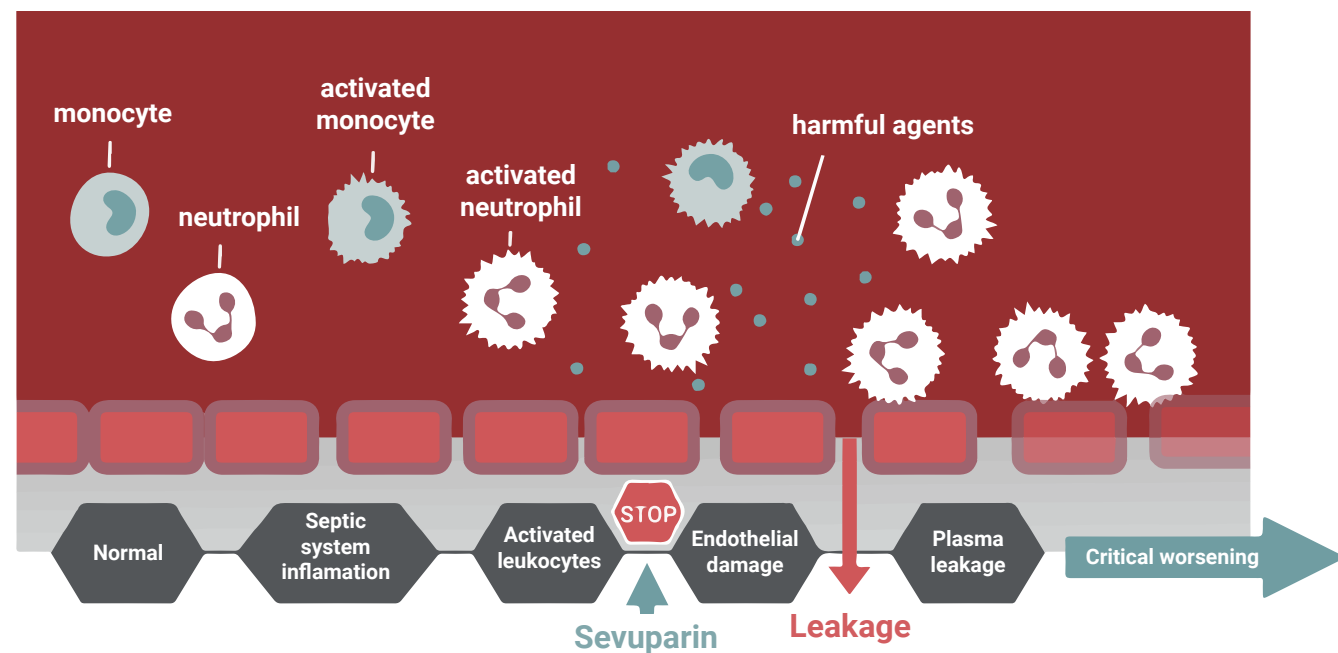 monocyte
neutrophil
activated
monocyte
activated
neutrophil
harmful agents
Normal
Septic
system
inflamation
Activated
leukocytes
STOP
Endothelial
damage
Plasma
leakage
Critical worsening
Sevuparin
Leakage